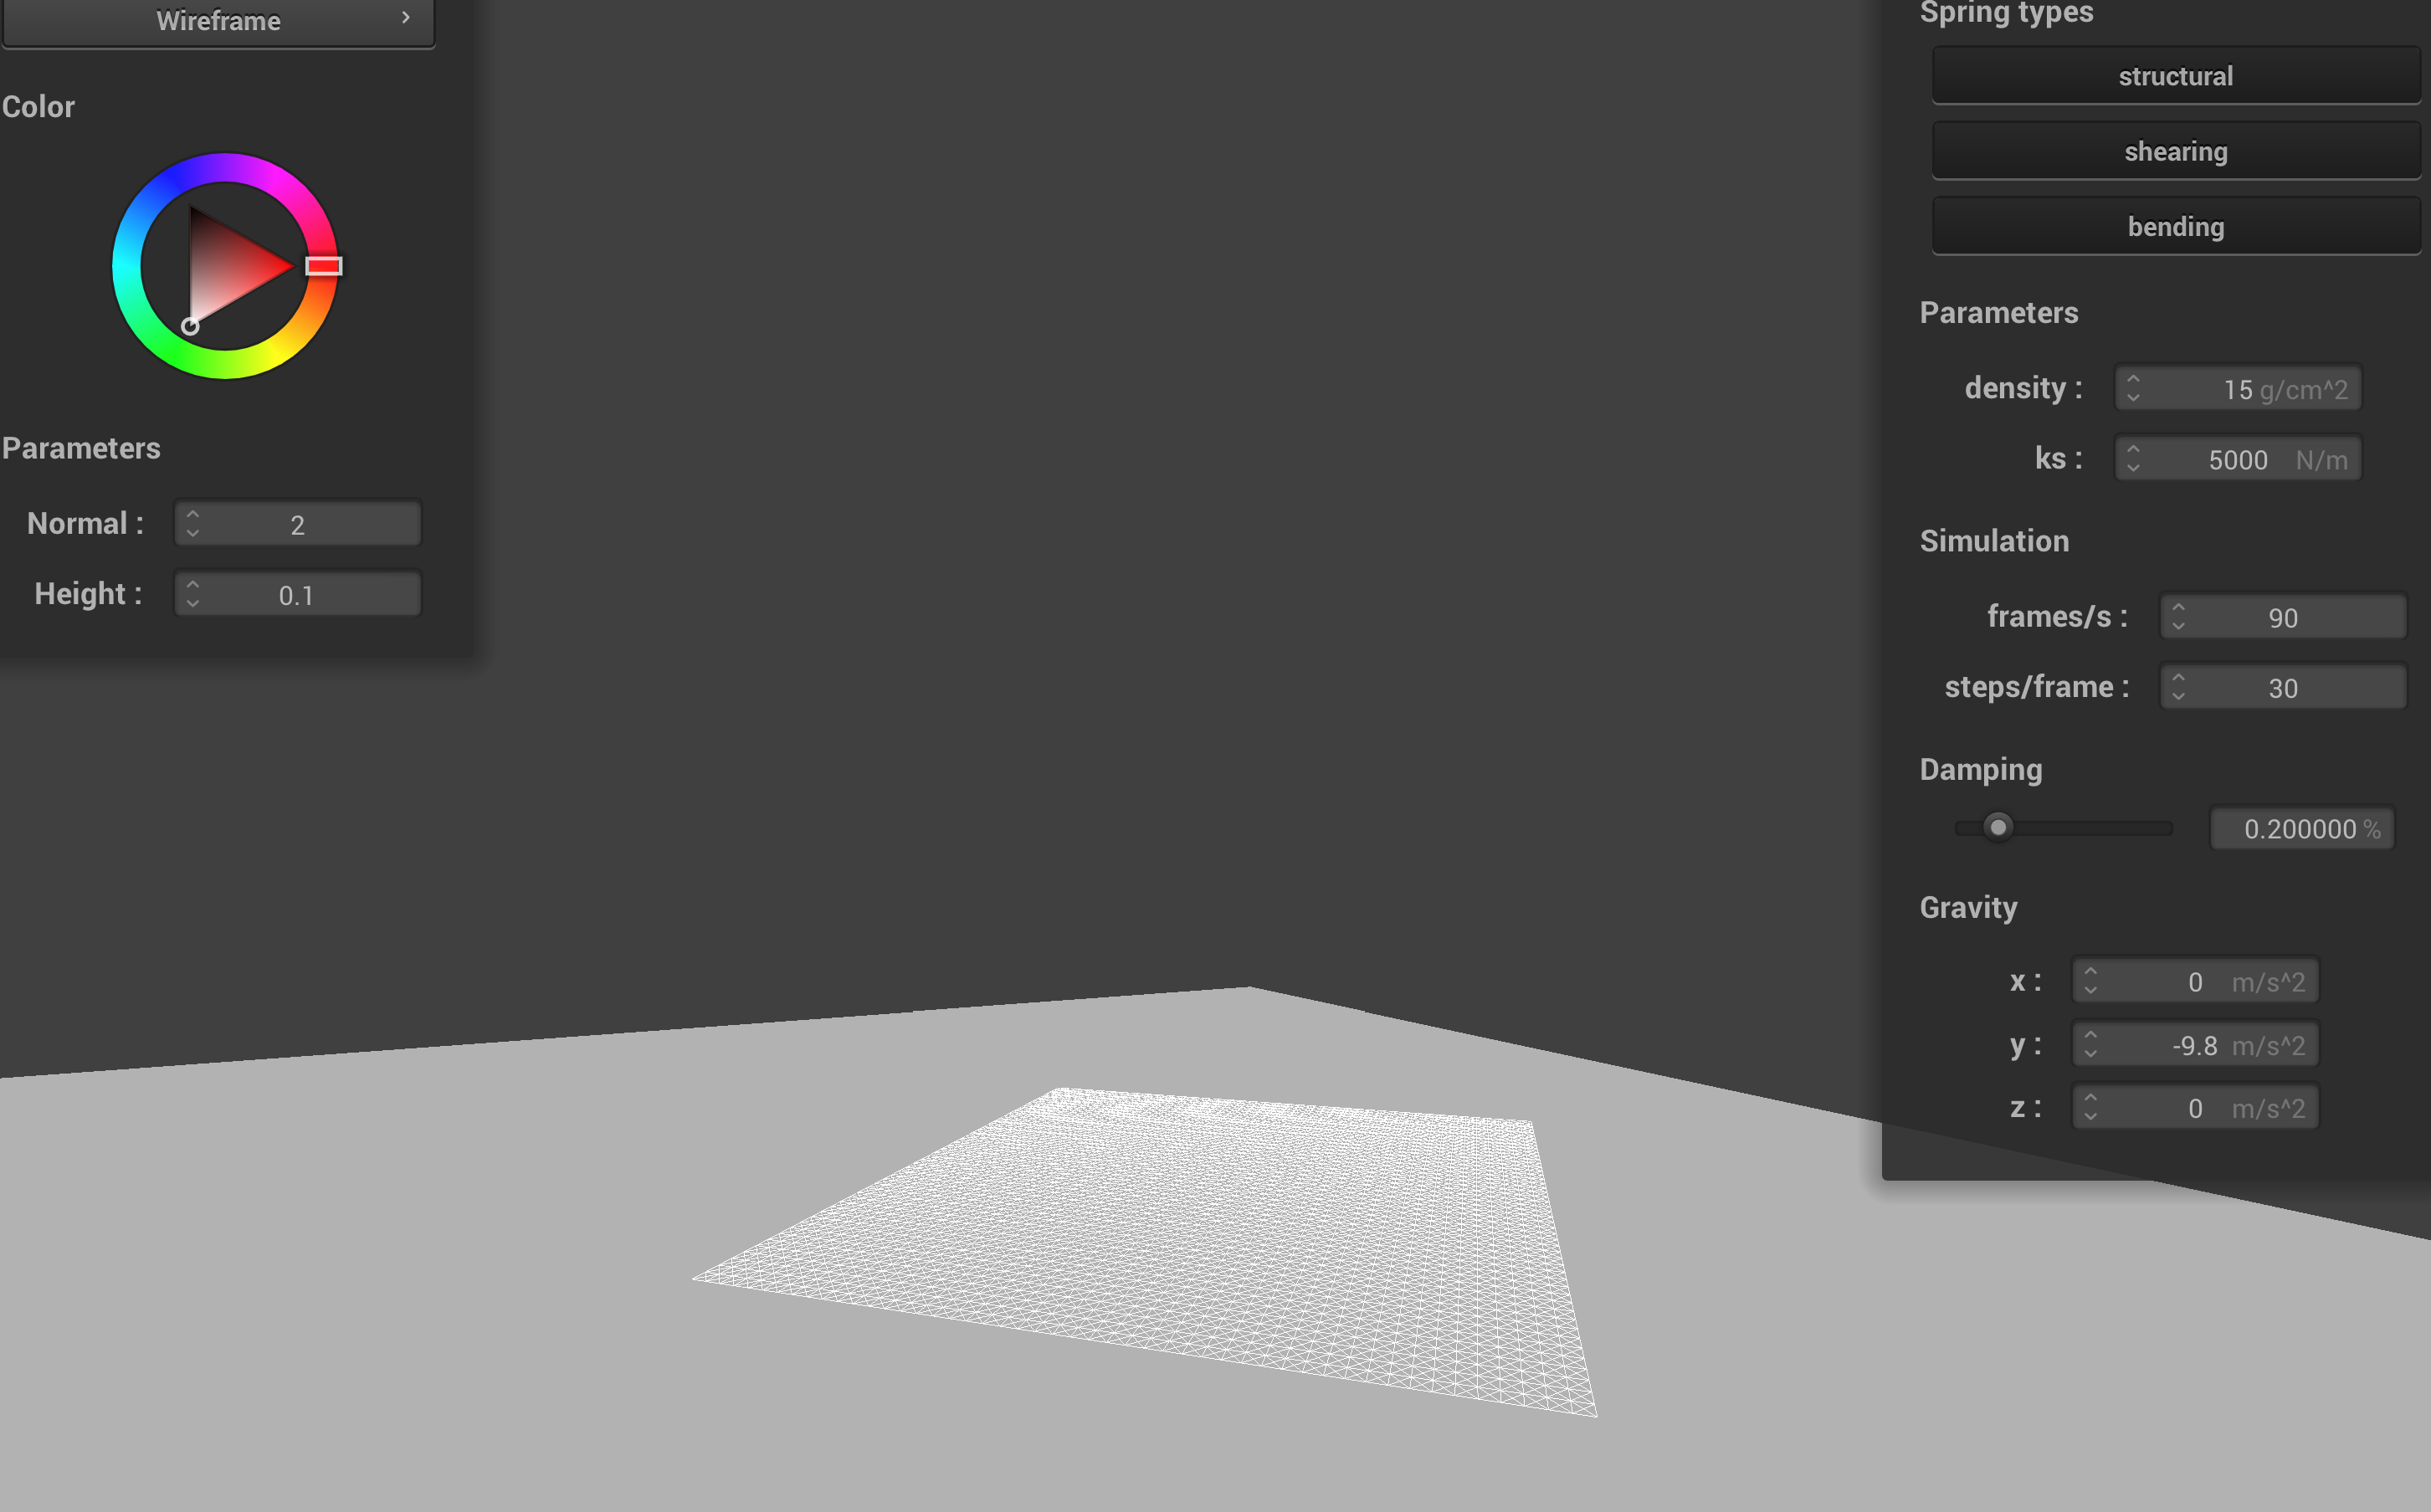 Wireframe
Color
Parameters
Normal : 2
Height : 0.1
Spring types
structural
shearing
bending
Parameters
density : 15 g/cm^2
ks : 5000 N/m
Simulation
frames/s : 90
steps/frame : 30
Damping
0.200000 %
Gravity
x : 0 m/s^2
y : -9.8 m/s^2
z : 0 m/s^2